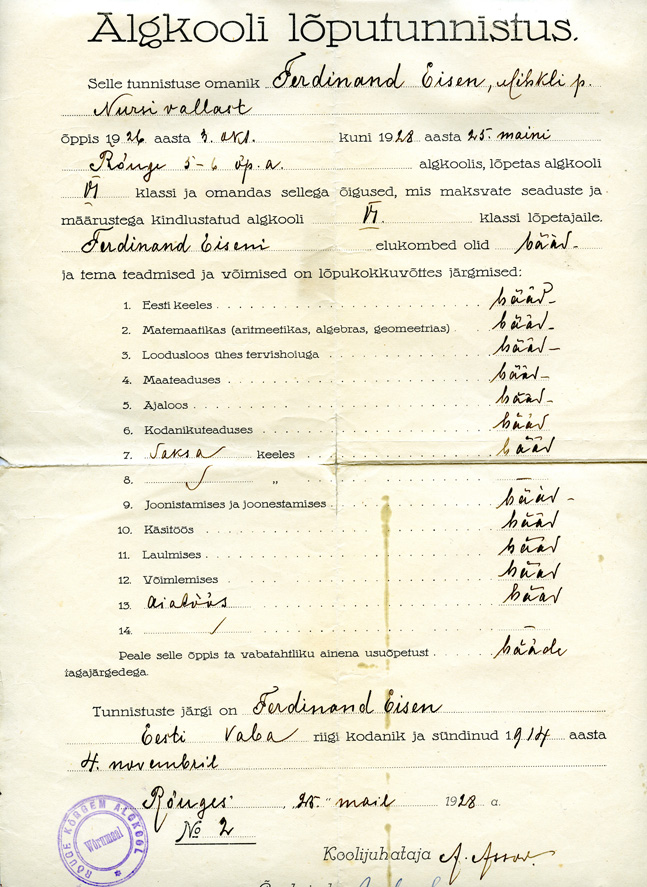 Algkooli lõputunnistus.
Selle tunnistuse omanik Ferdinand Eisen, Mihkli p.
Nursi vallast
õppis 1926 aasta 3. okt. kuni 1928 aasta 25. maini
Rõuge 5-6 õp. a. algkoolis, lõpetas algkooli
VI klassi ja omandas sellega õigused, mis maksvate seaduste ja
määrustega kindlustatud algkooli VI. klassi lõpetajaile.
Ferdinand Eiseni elukombed olid hääd
ja tema teadmised ja võimised on lõpukokkuvõttes järgmised:
1. Eesti keeles hääd
2. Matemaatikas (aritmeetikas, algebras, geomeetrias) hääd
3. Loodusloos ühes tervishoiuga hääd
4. Maateaduses hääd
5. Ajaloos hääd
6. Kodanikuteaduses hääd
7. Saksa keeles hääd
8. „ —
9. Joonistamises ja joonestamises hääd
10. Käsitöös hääd
11. Laulmises hääd
12. Võimlemises hääd
13. Aiatöös hääd
14. —
Peale selle õppis ta vabatahtliku ainena usuõpetust hääde
tagajärgedega.
Tunnistuste järgi on Ferdinand Eisen
Eesti Vaba riigi kodanik ja sündinud 1914 aasta
4. novembril
Rõuges, „25.” mail 1928 a.
No 2
RÕUGE KÕRGEM ALGKOOL
Võrumaal
Koolijuhataja A. Assor